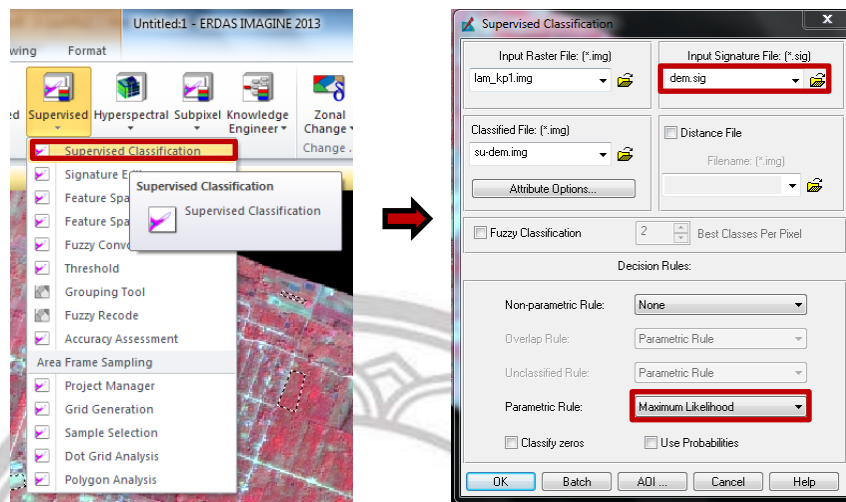 Untitled:1 - ERDAS IMAGINE 2013
wing Format
ed Supervised Hyperspectral Subpixel Knowledge Engineer Zonal Change
Change .
Supervised Classification
Signature E
Feature Spa
Feature Spa
Fuzzy Conv
Threshold
Grouping Tool
Fuzzy Recode
Accuracy Assessment
Area Frame Sampling
Project Manager
Grid Generation
Sample Selection
Dot Grid Analysis
Polygon Analysis
Supervised Classification
Supervised Classification
Supervised Classification
X
Input Raster File: (*.img)
Input Signature File: (*.sig)
lam_kp1.img
dem.sig
Classified File: (*.img)
Distance File
su-dem.img
Filename: (*.img)
Attribute Options...
Fuzzy Classification
2
Best Classes Per Pixel
Decision Rules:
Non-parametric Rule: None
Overlap Rule: Parametric Rule
Unclassified Rule: Parametric Rule
Parametric Rule: Maximum Likelihood
Classify zeros
Use Probabilities
OK Batch AOI ... Cancel Help